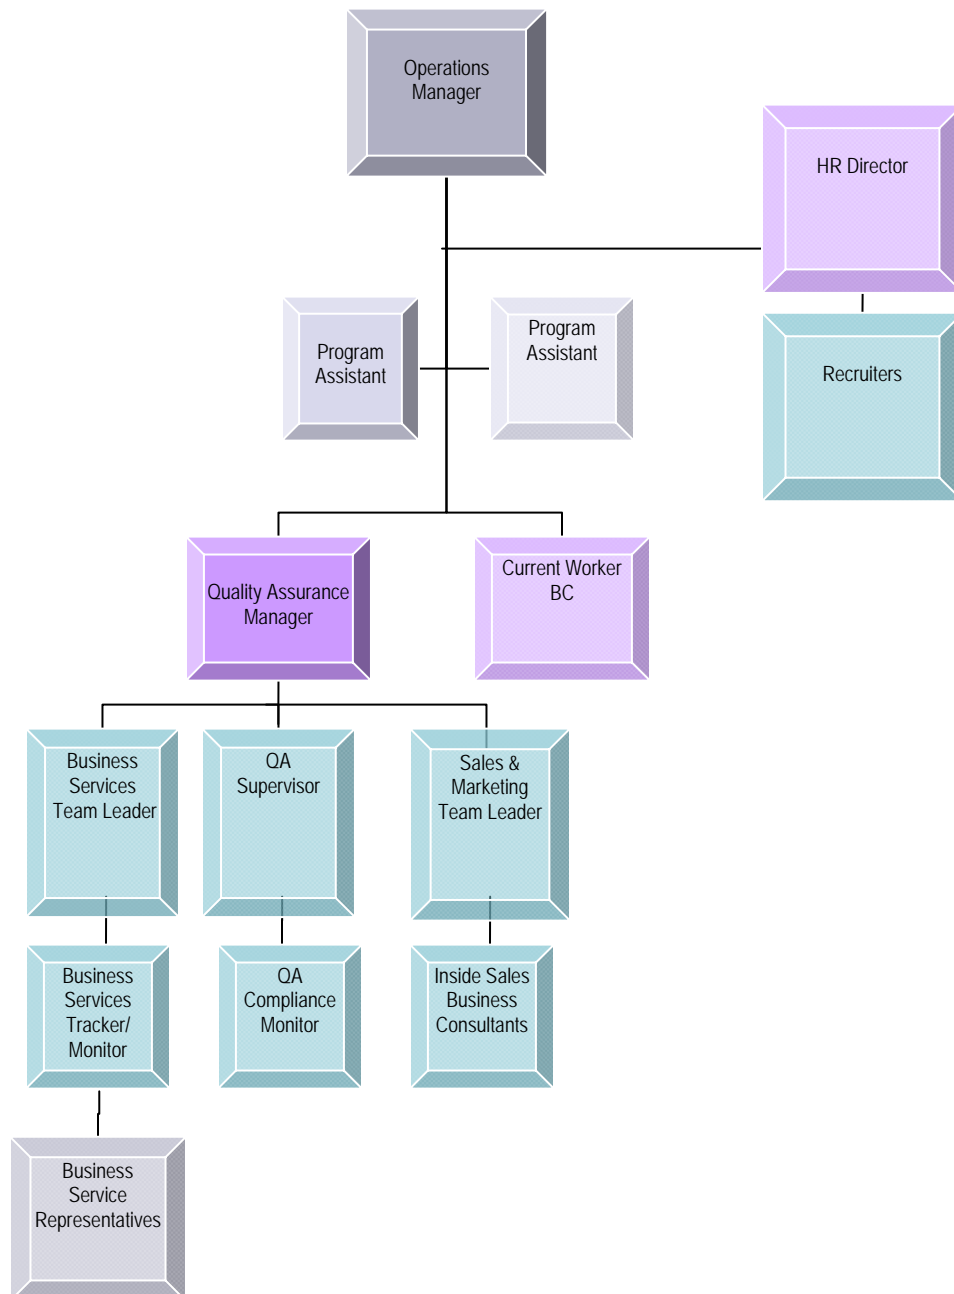 Operations
Manager
HR Director
Program
Assistant
Program
Assistant
Recruiters
Quality Assurance
Manager
Current Worker
BC
Business
Services
Team Leader
QA
Supervisor
Sales &
Marketing
Team Leader
Business
Services
Tracker/
Monitor
QA
Compliance
Monitor
Inside Sales
Business
Consultants
Business
Service
Representatives